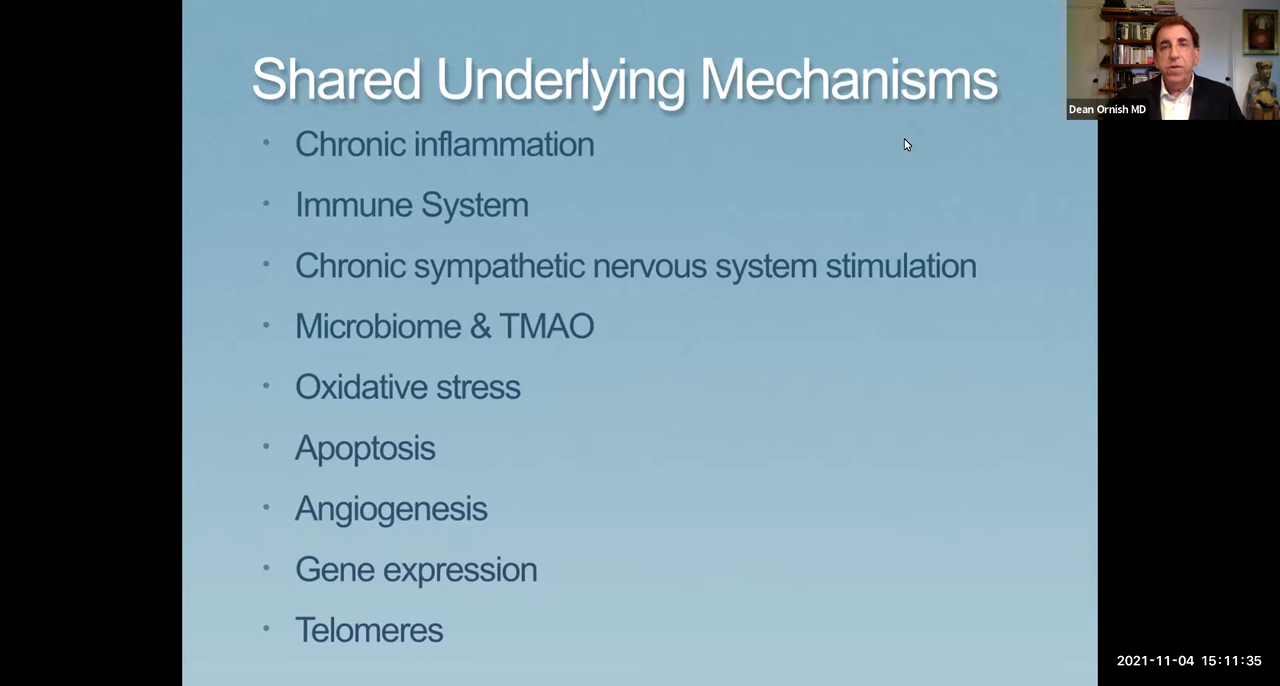 Shared Underlying Mechanisms
Dean Ornish MD
• Chronic inflammation
• Immune System
• Chronic sympathetic nervous system stimulation
• Microbiome & TMAO
• Oxidative stress
• Apoptosis
• Angiogenesis
• Gene expression
• Telomeres
2021-11-04 15:11:35